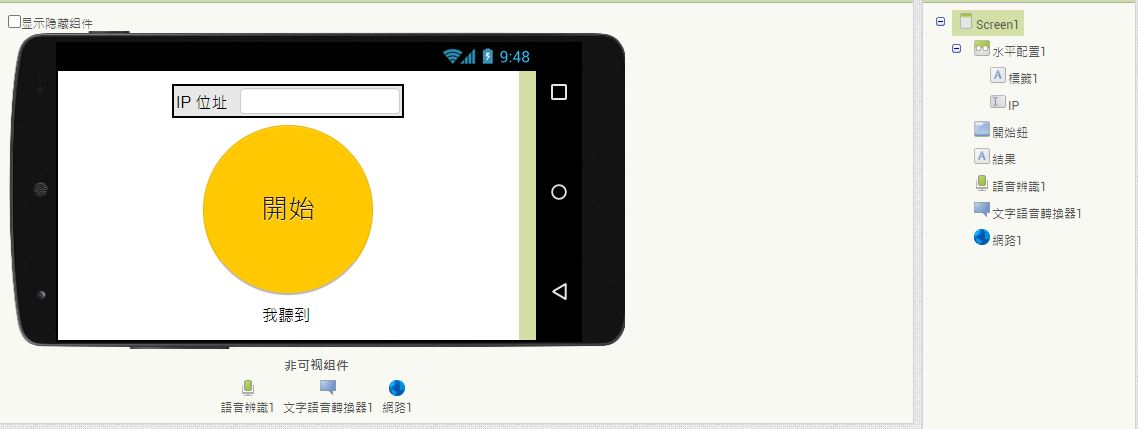 显示隐藏组件
9:48
IP 位址
開始
我聽到
非可视组件
語音辨識1
文字語音轉換器1
網路1
Screen1
水平配置1
標籤1
IP
開始鈕
結果
語音辨識1
文字語音轉換器1
網路1